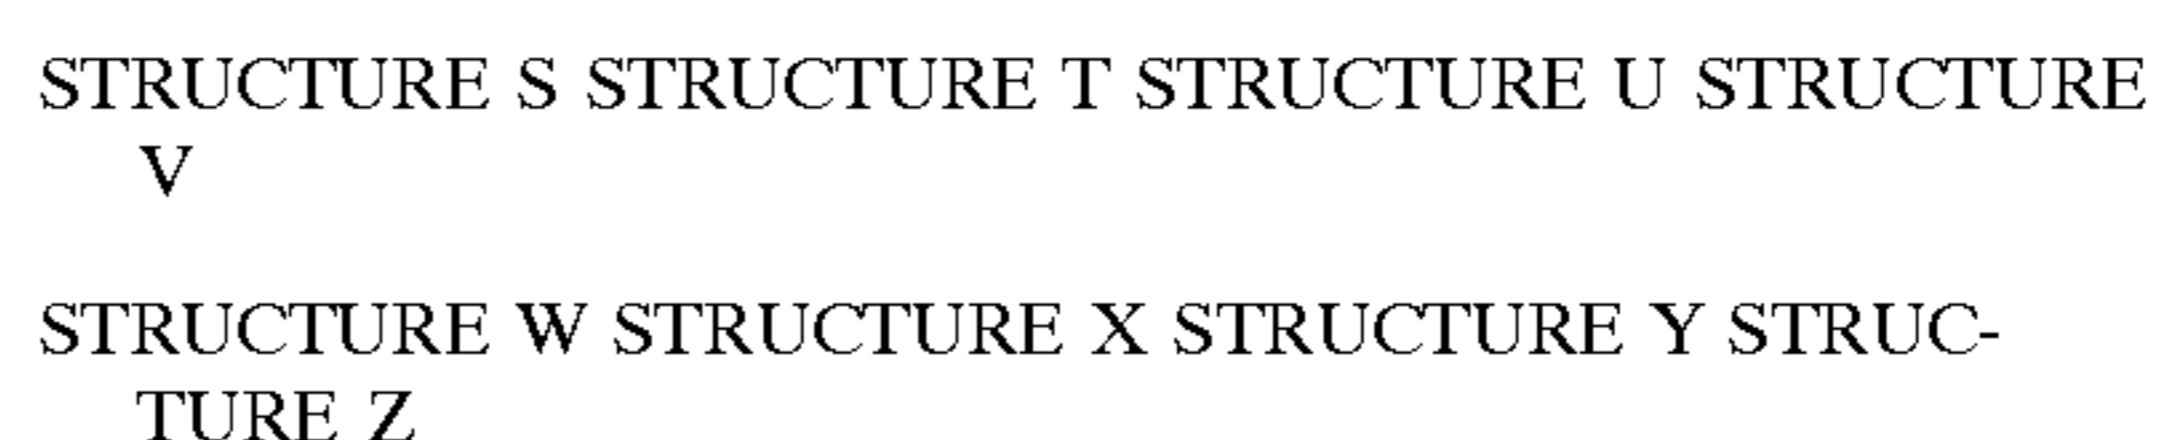 STRUCTURE S STRUCTURE T STRUCTURE U STRUCTURE
V
STRUCTURE W STRUCTURE X STRUCTURE Y STRUC-
TURE Z